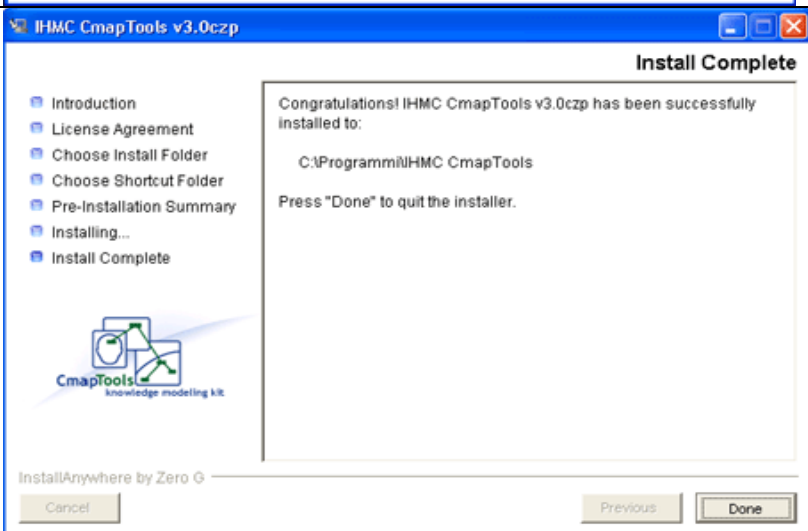 IHMC CmapTools v3.0czp
Install Complete
Introduction
License Agreement
Choose Install Folder
Choose Shortcut Folder
Pre-Installation Summary
Installing...
Install Complete
Congratulations! IHMC CmapTools v3.0czp has been successfully
installed to:
C:\Programmi\IHMC CmapTools
Press "Done" to quit the installer.
CmapTools
knowledge modeling kit
InstallAnywhere by Zero G
Cancel
Previous
Done